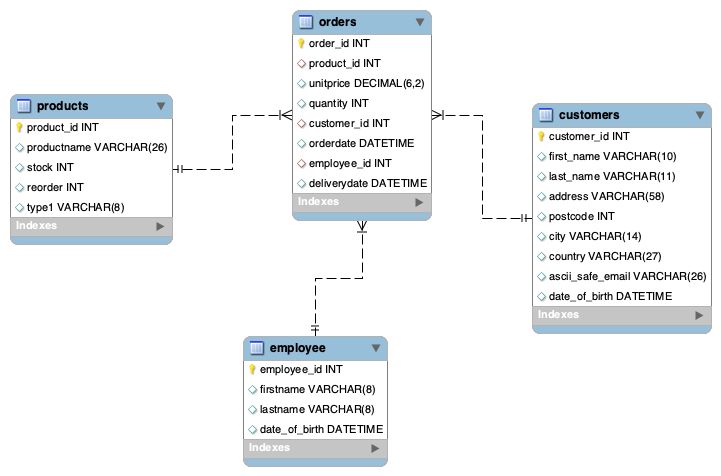 orders
order_id INT
product_id INT
unitprice DECIMAL(6,2)
quantity INT
customer_id INT
orderdate DATETIME
employee_id INT
deliverydate DATETIME
Indexes
products
product_id INT
productname VARCHAR(26)
stock INT
reorder INT
type1 VARCHAR(8)
Indexes
customers
customer_id INT
first_name VARCHAR(10)
last_name VARCHAR(11)
address VARCHAR(58)
postcode INT
city VARCHAR(14)
country VARCHAR(27)
ascii_safe_email VARCHAR(26)
date_of_birth DATETIME
Indexes
employee
employee_id INT
firstname VARCHAR(8)
lastname VARCHAR(8)
date_of_birth DATETIME
Indexes